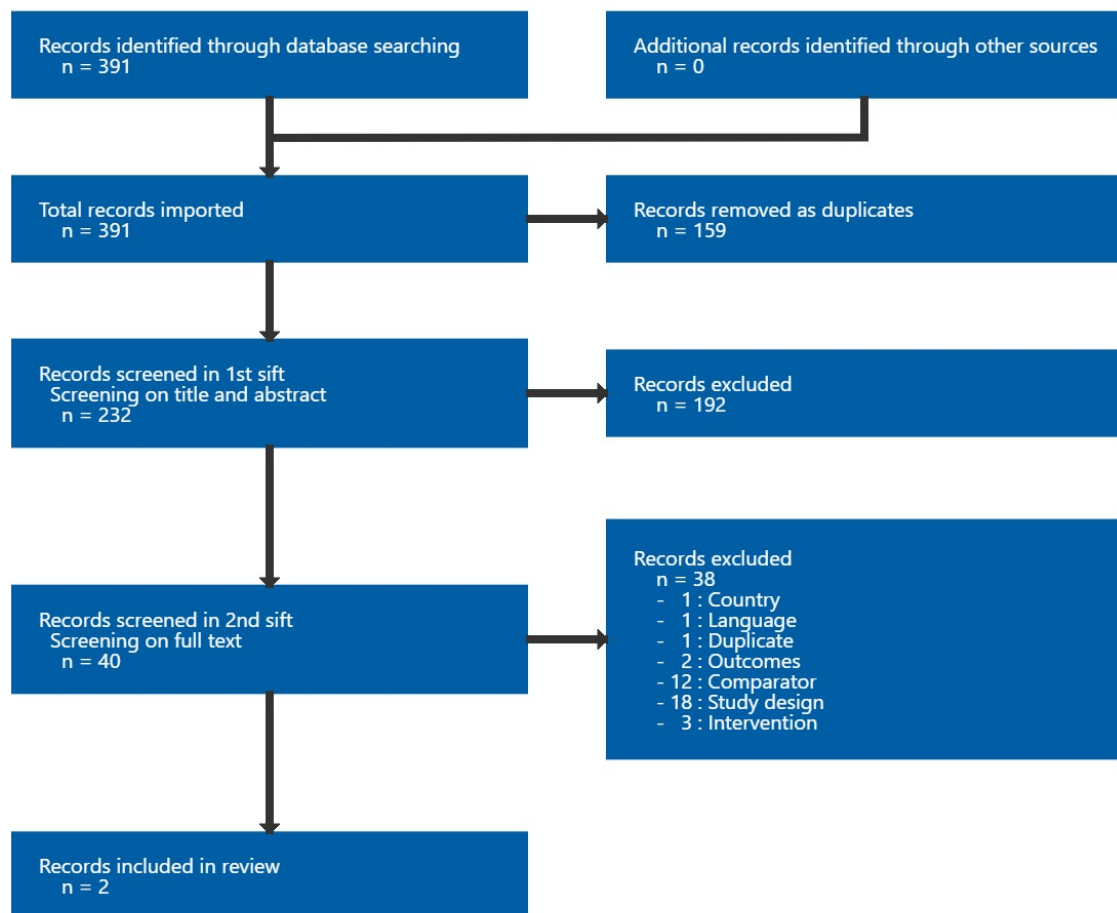 Records identified through database searching
n = 391
Additional records identified through other sources
n = 0
Total records imported
n = 391
Records removed as duplicates
n = 159
Records screened in 1st sift
Screening on title and abstract
n = 232
Records excluded
n = 192
Records screened in 2nd sift
Screening on full text
n = 40
Records excluded
n = 38
- 1 : Country
- 1 : Language
- 1 : Duplicate
- 2 : Outcomes
- 12 : Comparator
- 18 : Study design
- 3 : Intervention
Records included in review
n = 2